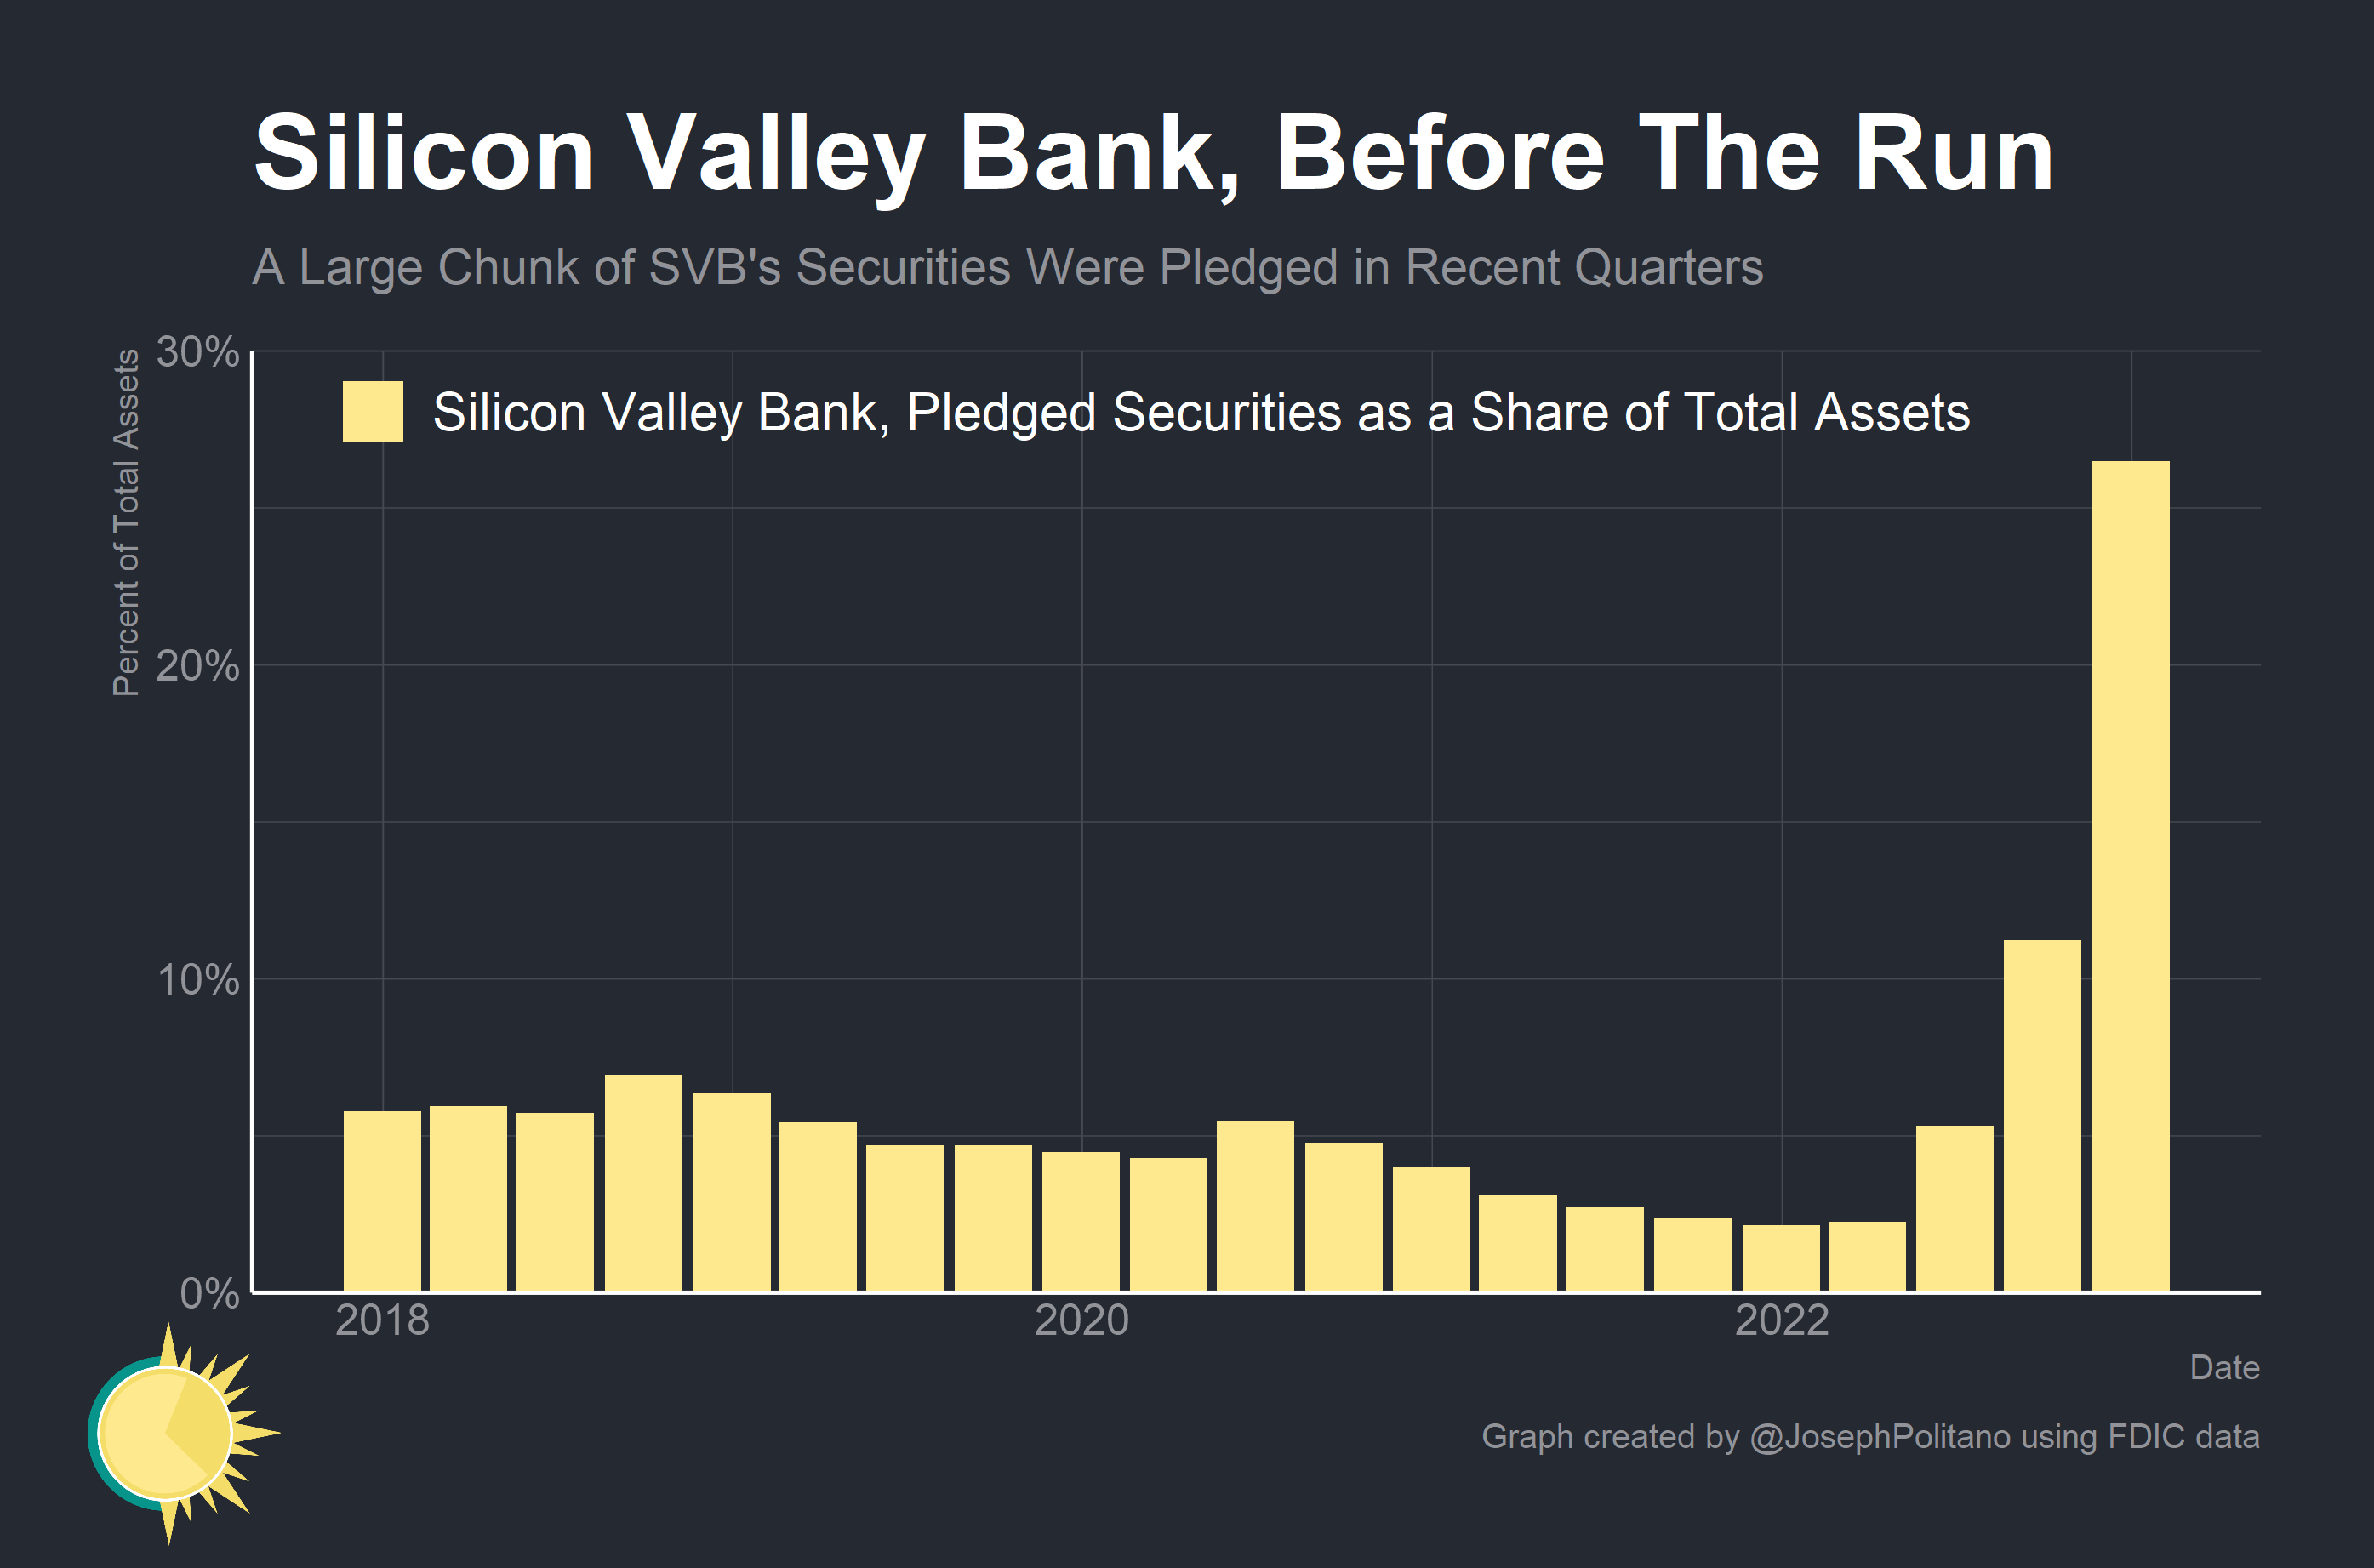 Silicon Valley Bank, Before The Run
A Large Chunk of SVB's Securities Were Pledged in Recent Quarters
Percent of Total Assets
30%
Silicon Valley Bank, Pledged Securities as a Share of Total Assets
20%
10%
0%
2018 2020 2022
Date
Graph created by @JosephPolitano using FDIC data